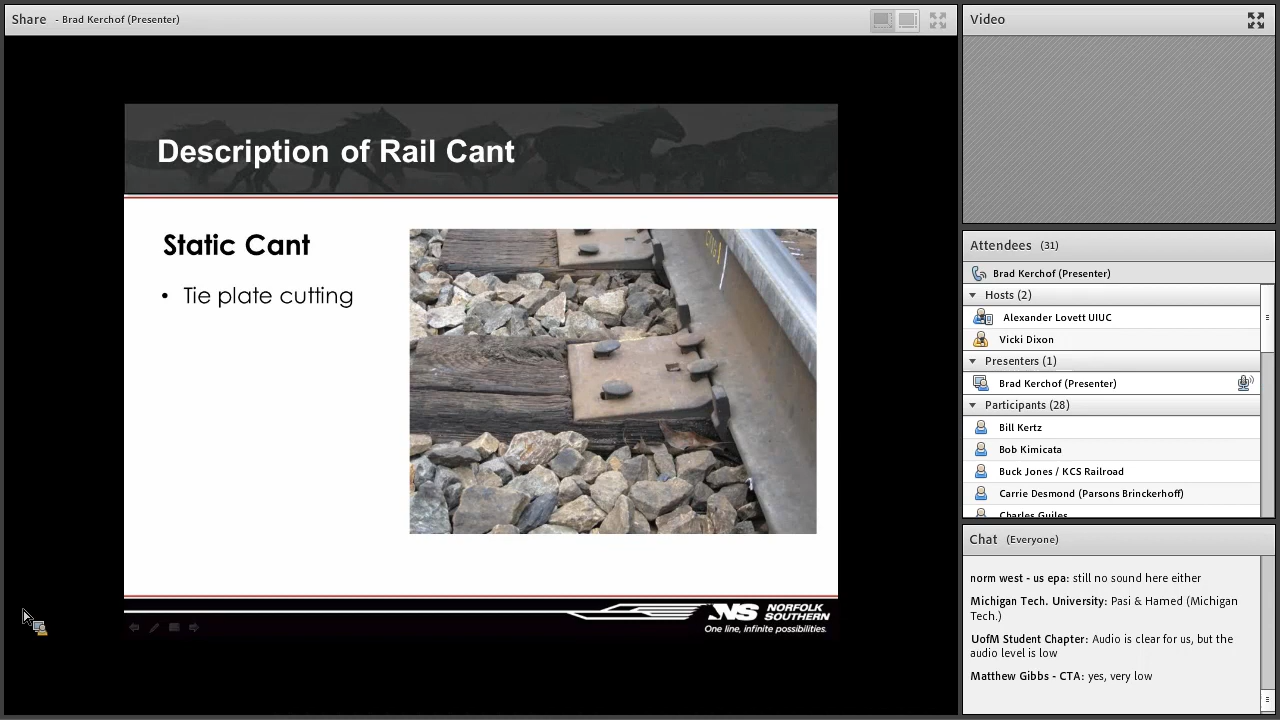 Share - Brad Kerchof (Presenter)
Description of Rail Cant
Static Cant
• Tie plate cutting
NS NORFOLK
SOUTHERN
One line, infinite possibilities.
Video
Attendees (31)
Brad Kerchof (Presenter)
Hosts (2)
Alexander Lovett UIUC
Vicki Dixon
Presenters (1)
Brad Kerchof (Presenter)
Participants (28)
Bill Kertz
Bob Kimicata
Buck Jones / KCS Railroad
Carrie Desmond (Parsons Brinckerhoff)
Charles Guiles
Chat (Everyone)
norm west - us epa: still no sound here either
Michigan Tech. University: Pasi & Hamed (Michigan
Tech.)
UofM Student Chapter: Audio is clear for us, but the
audio level is low
Matthew Gibbs - CTA: yes, very low